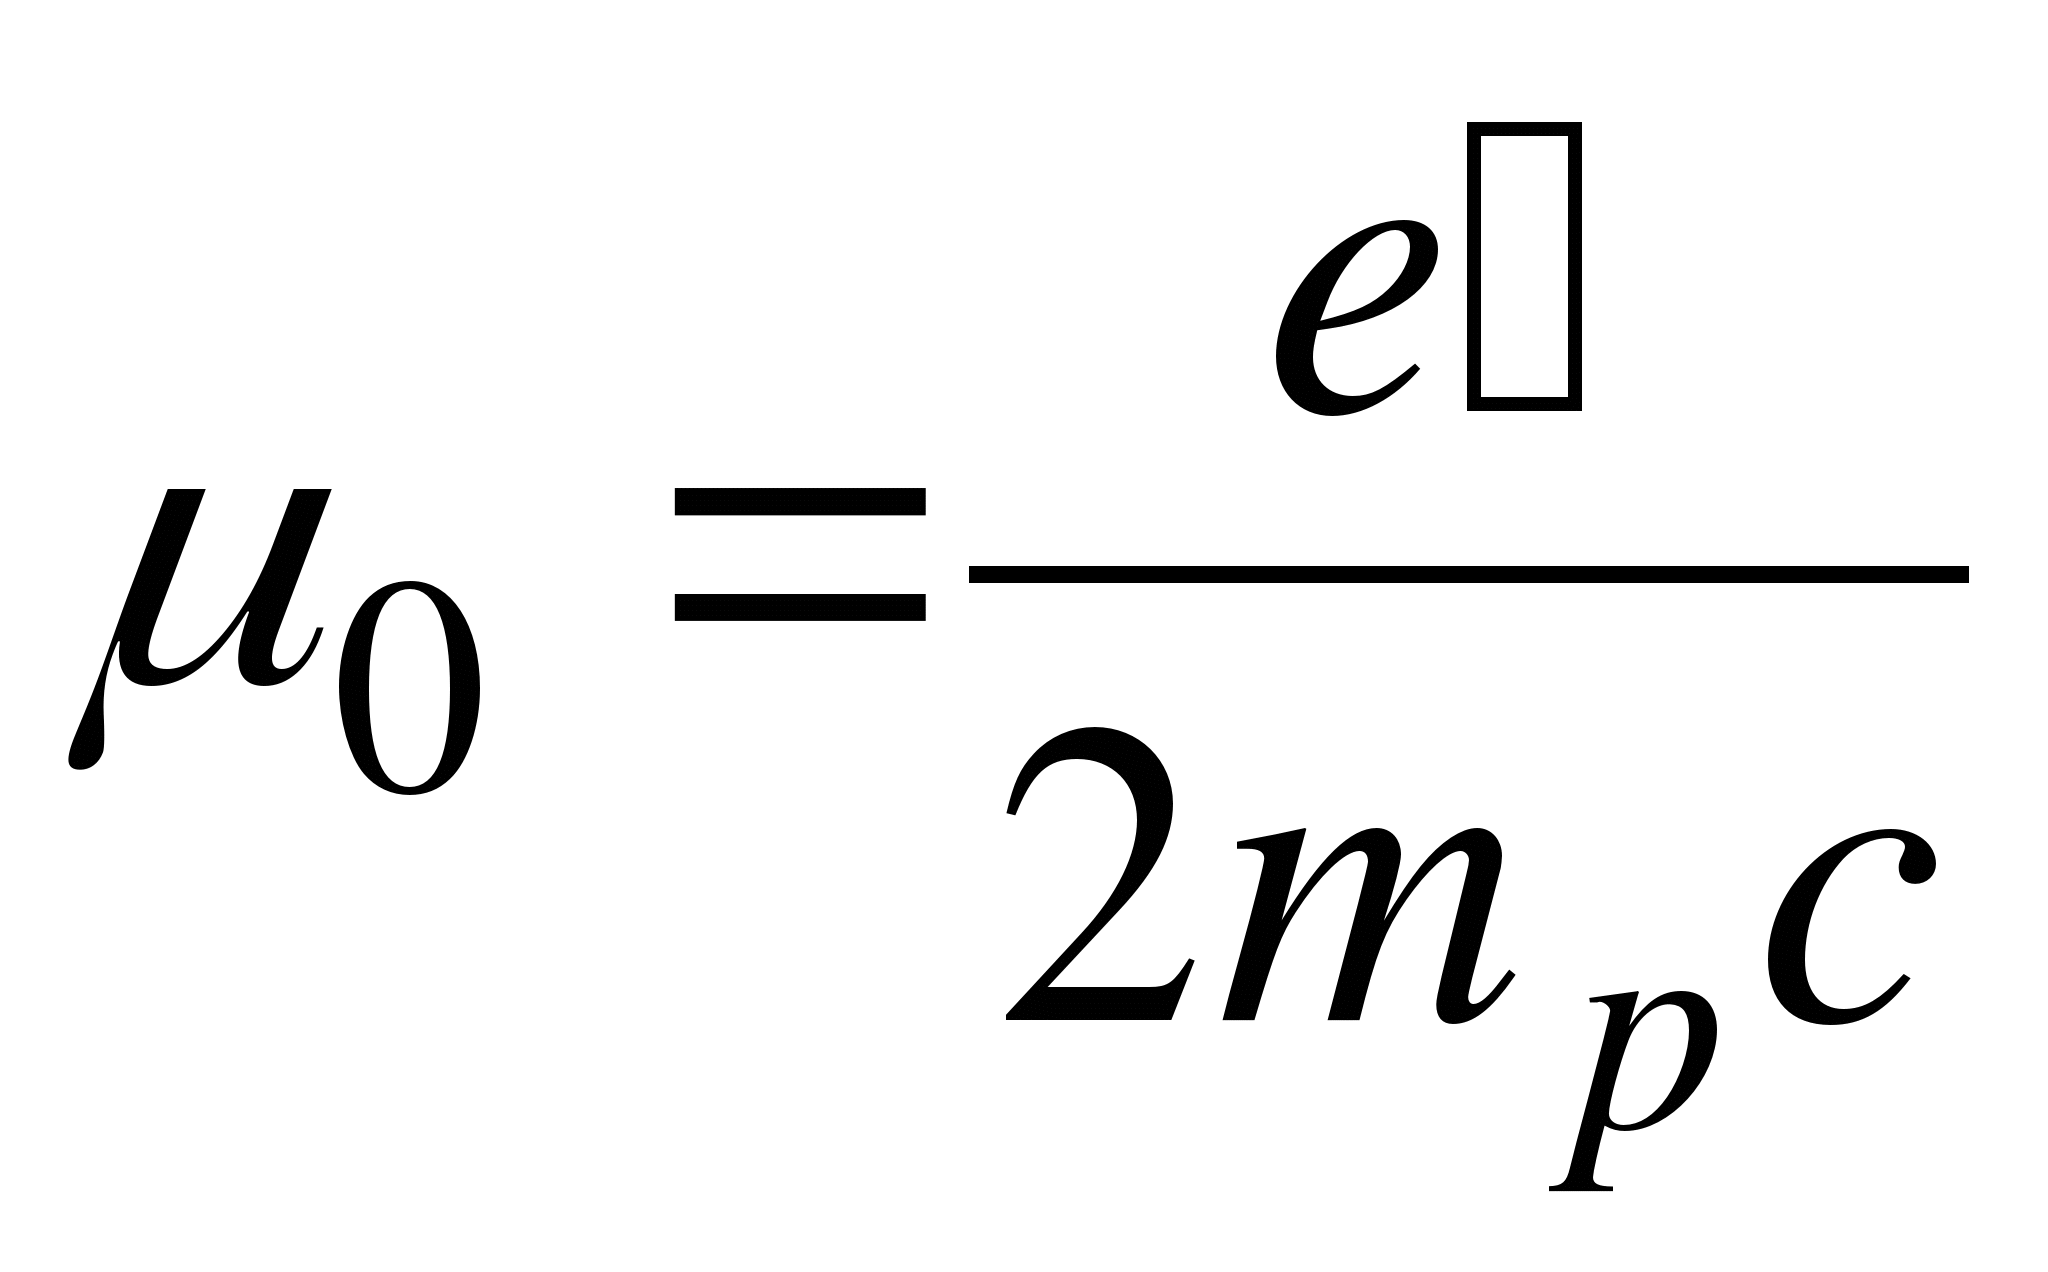 μ₀ = e▯ / 2mₚc